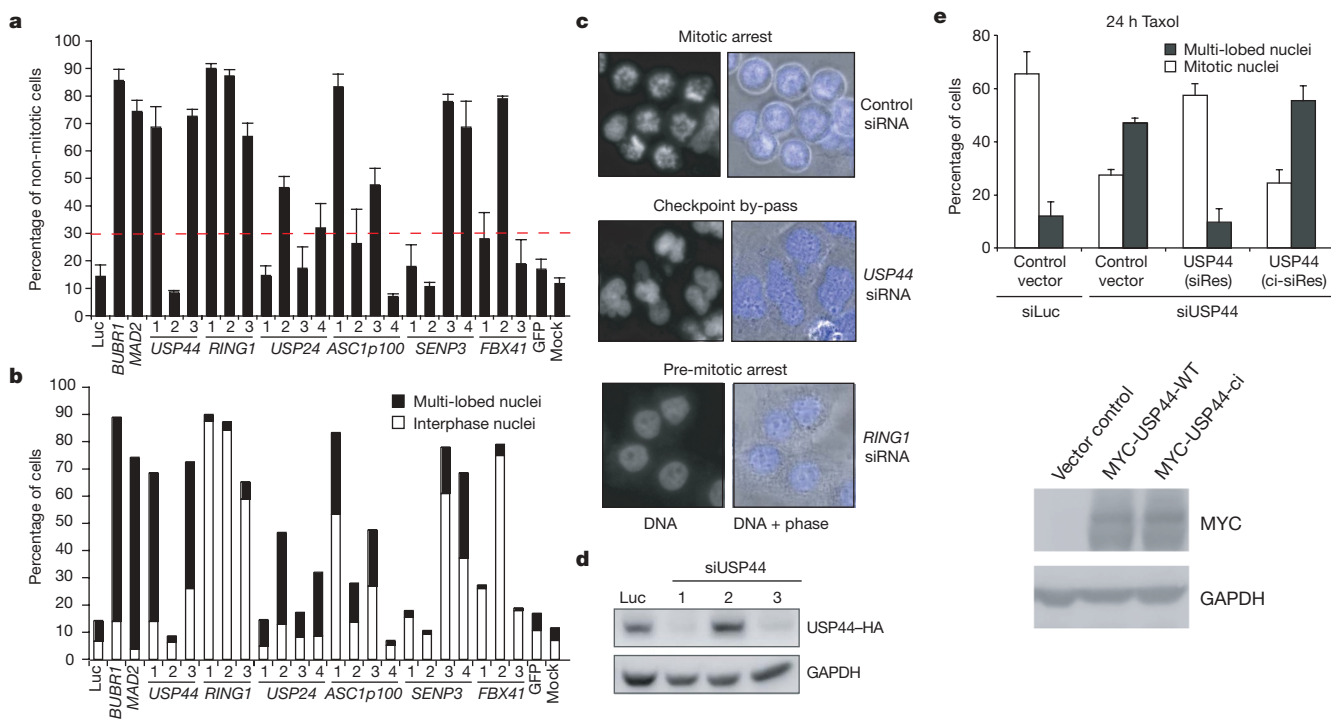 a
Percentage of non-mitotic cells
100
90
80
70
60
50
40
30
20
10
0
Luc BUBR1 MAD2 1 2 3 1 2 3 1 2 3 4 1 2 3 4 1 2 3 4 1 2 3 GFP Mock
USP44 RING1 USP24 ASC1p100 SENP3 FBX41
b
Percentage of cells
100
90
80
70
60
50
40
30
20
10
0
Multi-lobed nuclei
Interphase nuclei
Luc BUBR1 MAD2 1 2 3 1 2 3 1 2 3 4 1 2 3 4 1 2 3 4 1 2 3 GFP Mock
USP44 RING1 USP24 ASC1p100 SENP3 FBX41
c
Mitotic arrest
Control
siRNA
Checkpoint by-pass
USP44
siRNA
Pre-mitotic arrest
RING1
siRNA
DNA DNA + phase
d
siUSP44
Luc 1 2 3
USP44–HA
GAPDH
e
24 h Taxol
Percentage of cells
80
60
40
20
0
Multi-lobed nuclei
Mitotic nuclei
Control Control USP44 USP44
vector vector (siRes) (ci-siRes)
siLuc siUSP44
Vector control
MYC-USP44-WT
MYC-USP44-ci
MYC
GAPDH